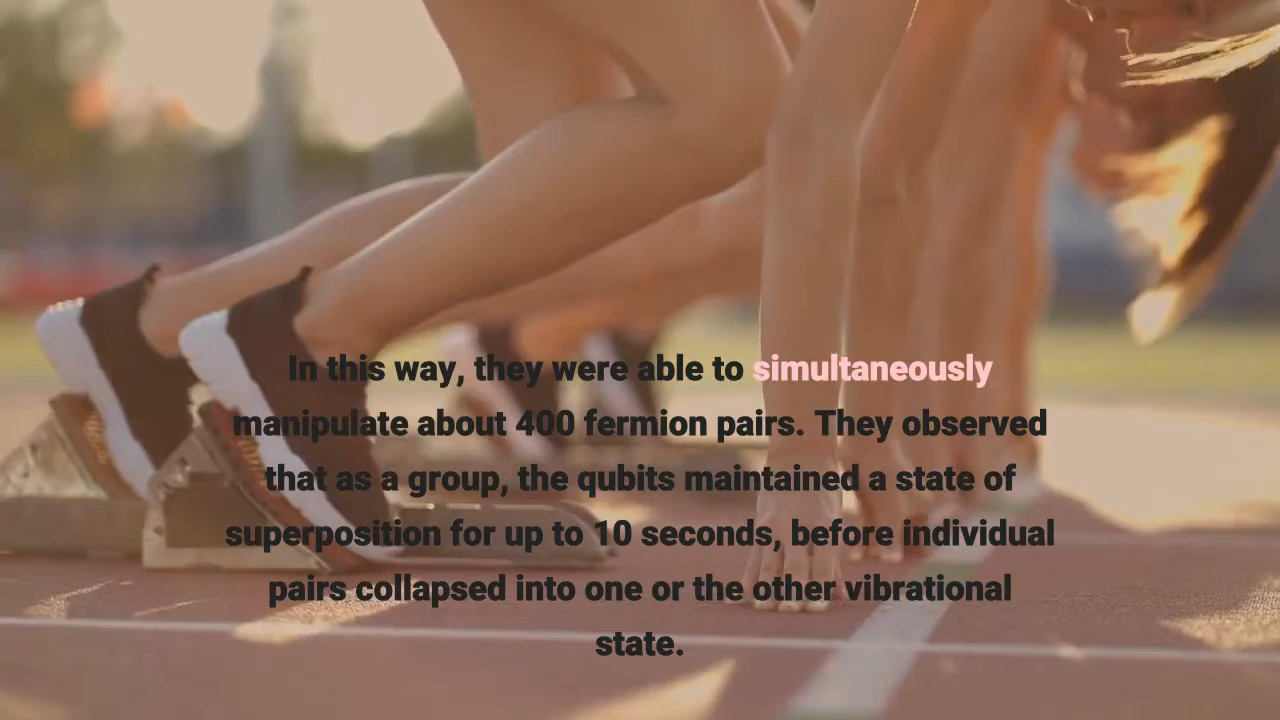 In this way, they were able to simultaneously
manipulate about 400 fermion pairs. They observed
that as a group, the qubits maintained a state of
superposition for up to 10 seconds, before individual
pairs collapsed into one or the other vibrational
state.